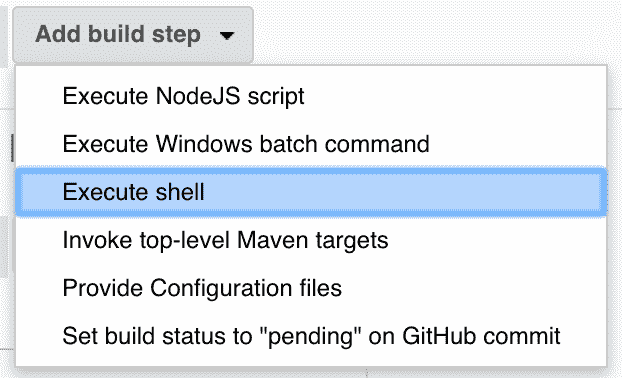 Add build step
Execute NodeJS script
Execute Windows batch command
Execute shell
Invoke top-level Maven targets
Provide Configuration files
Set build status to "pending" on GitHub commit